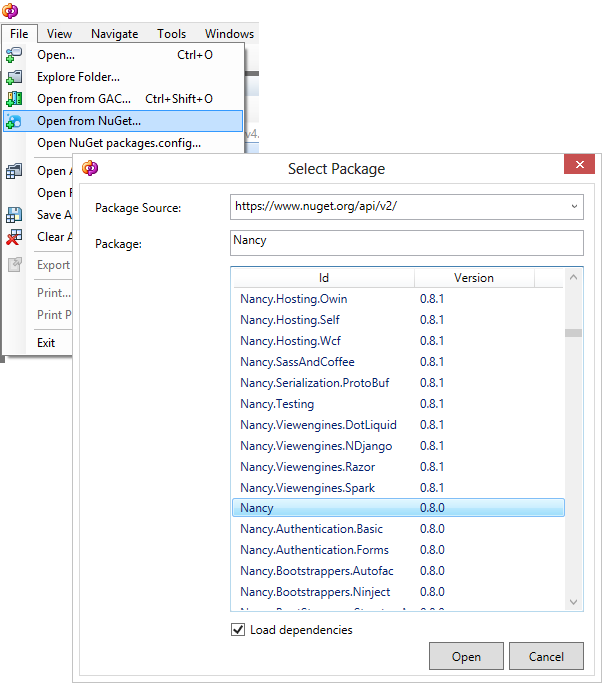 File View Navigate Tools Windows
Open... Ctrl+O
Explore Folder...
Open from GAC... Ctrl+Shift+O
Open from NuGet...
v4.
Open NuGet packages.config...
Open
Open
Save
Clear
Export
Print...
Print
Exit
Select Package
Package Source: https://www.nuget.org/api/v2/
Package: Nancy
Id Version
Nancy.Hosting.Owin 0.8.1
Nancy.Hosting.Self 0.8.1
Nancy.Hosting.Wcf 0.8.1
Nancy.SassAndCoffee 0.8.1
Nancy.Serialization.ProtoBuf 0.8.1
Nancy.Testing 0.8.1
Nancy.Viewengines.DotLiquid 0.8.1
Nancy.Viewengines.NDjango 0.8.1
Nancy.Viewengines.Razor 0.8.1
Nancy.Viewengines.Spark 0.8.1
Nancy 0.8.0
Nancy.Authentication.Basic 0.8.0
Nancy.Authentication.Forms 0.8.0
Nancy.Bootstrappers.Autofac 0.8.0
Nancy.Bootstrappers.Ninject 0.8.0
Load dependencies
Open Cancel